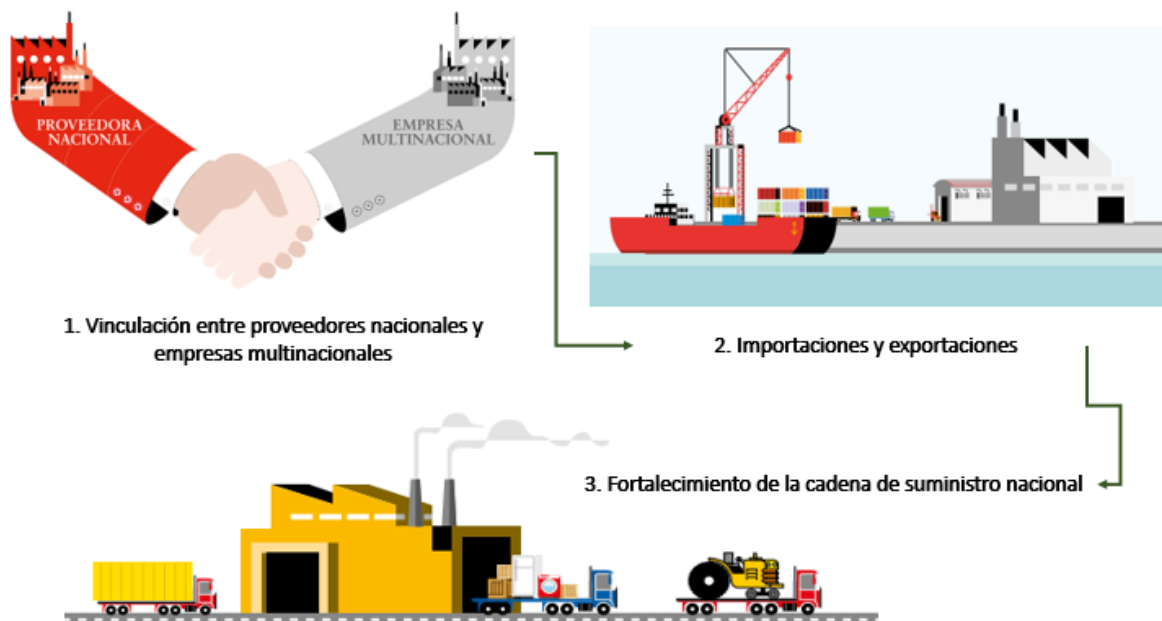 PROVEEDORA
NACIONAL
EMPRESA
MULTINACIONAL
1. Vinculación entre proveedores nacionales y
empresas multinacionales
2. Importaciones y exportaciones
3. Fortalecimiento de la cadena de suministro nacional